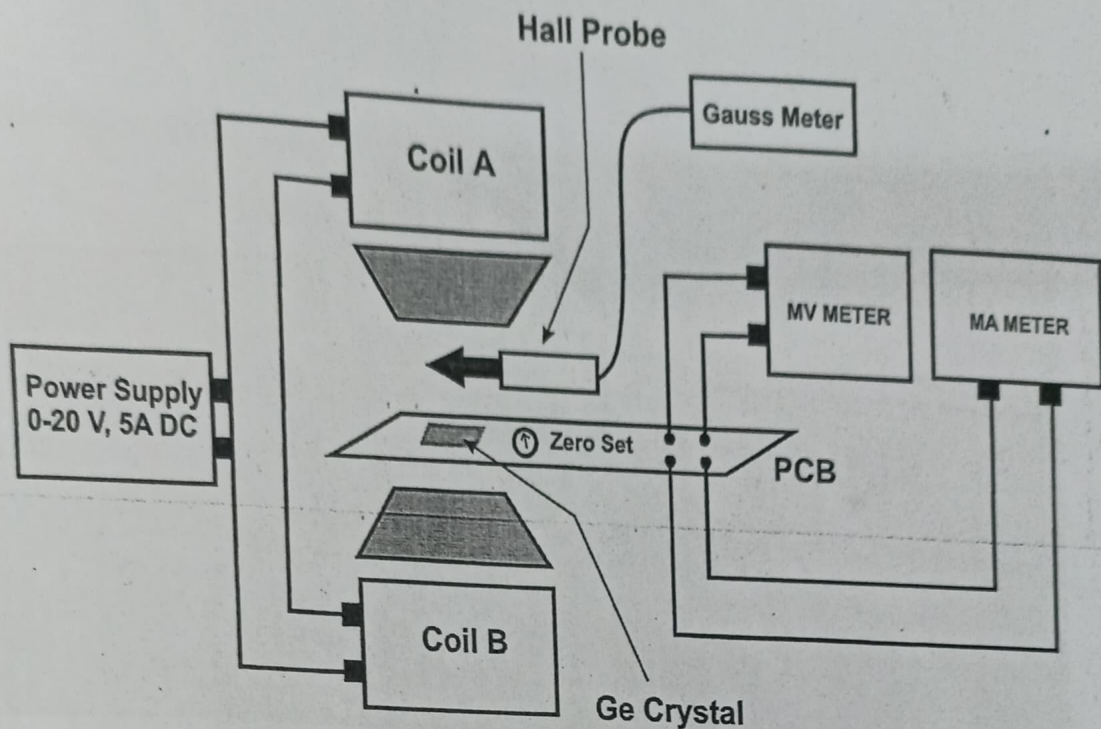 Hall Probe
Gauss Meter
Coil A
MV METER
MA METER
Power Supply
0-20 V, 5A DC
Zero Set
PCB
Coil B
Ge Crystal